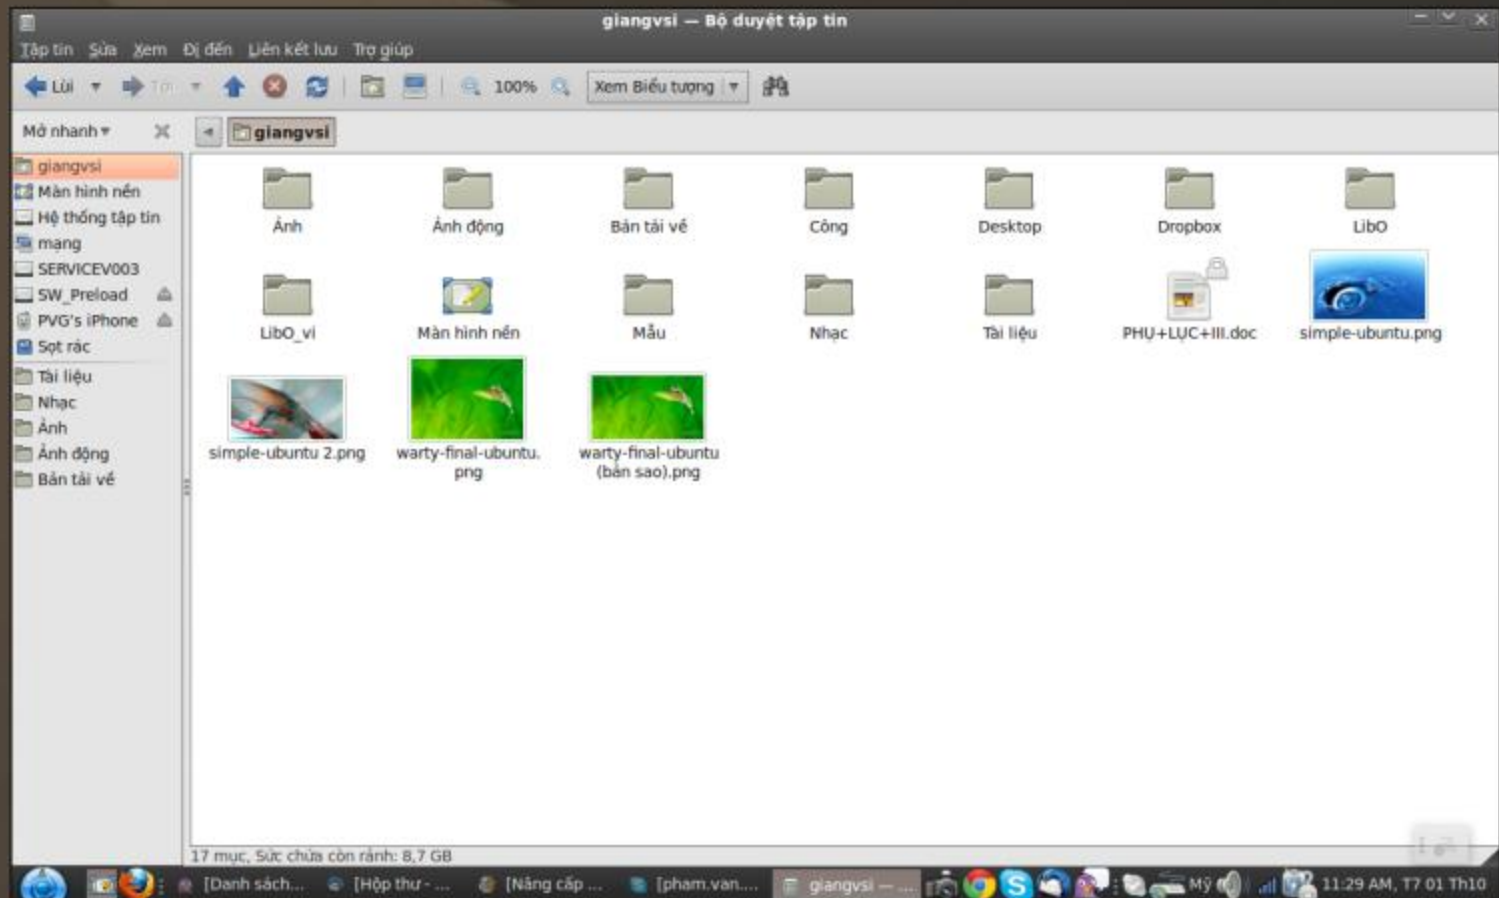 giangvsi — Bộ duyệt tập tin
Tập tin Sửa Xem Đi đến Liên kết lưu Trợ giúp
Lùi Tới 100% Xem Biểu tượng
Mở nhanh giangvsi
giangvsi
Màn hình nền
Hệ thống tập tin
mạng
SERVICEV003
SW_Preload
PVG's iPhone
Sọt rác
Tài liệu
Nhạc
Ảnh
Ảnh động
Bản tải về
Ảnh Ảnh động Bản tải về Công Desktop Dropbox LibO
LibO_vi Màn hình nền Mẫu Nhạc Tài liệu PHỤ+LỤC+III.doc simple-ubuntu.png
simple-ubuntu 2.png warty-final-ubuntu. warty-final-ubuntu
png (bản sao).png
17 mục, Sức chứa còn rảnh: 8,7 GB
[Danh sách... [Hộp thư - ... [Nâng cấp ... [pham.van.... giangvsi — ... Mỹ 11:29 AM, T7 01 Th10